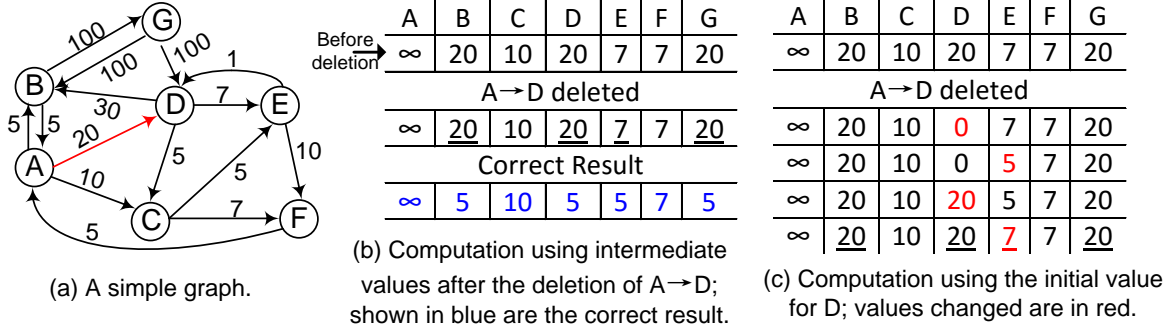 G
100
100
100
1
B
D
7
E
30
5
5
20
A
5
10
10
5
C
7
F
5
(a) A simple graph.
Before deletion
A B C D E F G
∞ 20 10 20 7 7 20
A→D deleted
∞ 20 10 20 7 7 20
Correct Result
∞ 5 10 5 5 7 5
(b) Computation using intermediate
values after the deletion of A→D;
shown in blue are the correct result.
A B C D E F G
∞ 20 10 20 7 7 20
A→D deleted
∞ 20 10 0 7 7 20
∞ 20 10 0 5 7 20
∞ 20 10 20 5 7 20
∞ 20 10 20 7 7 20
(c) Computation using the initial value
for D; values changed are in red.